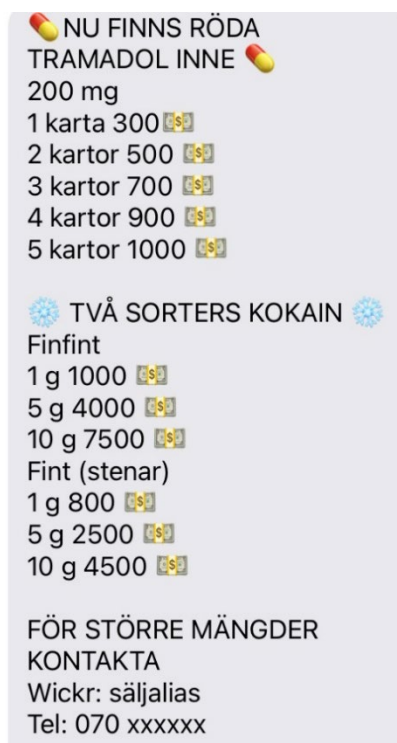 💊 NU FINNS RÖDA
TRAMADOL INNE 💊
200 mg
1 karta 300💵
2 kartor 500 💵
3 kartor 700 💵
4 kartor 900 💵
5 kartor 1000 💵
❄️ TVÅ SORTERS KOKAIN ❄️
Finfint
1 g 1000 💵
5 g 4000 💵
10 g 7500 💵
Fint (stenar)
1 g 800 💵
5 g 2500 💵
10 g 4500 💵
FÖR STÖRRE MÄNGDER
KONTAKTA
Wickr: säljalias
Tel: 070 xxxxxx